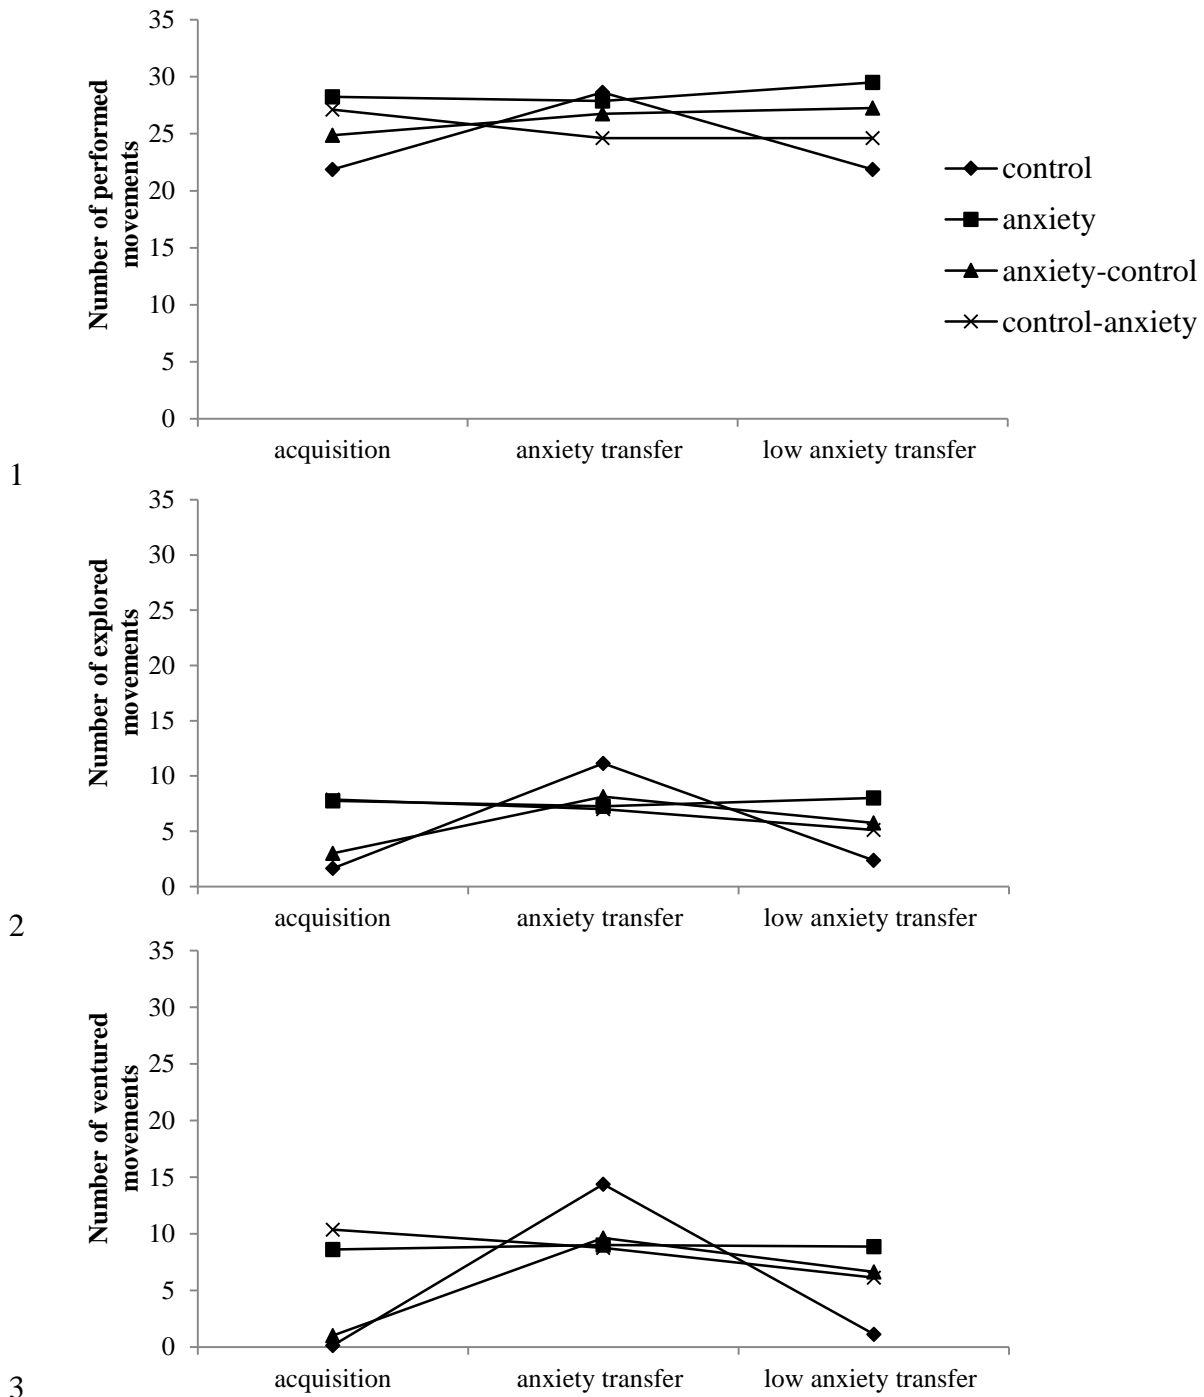 35
30
25
20
15
10
5
0
Number of performed
movements
acquisition anxiety transfer low anxiety transfer
control
anxiety
anxiety-control
control-anxiety
1
35
30
25
20
15
10
5
0
Number of explored
movements
acquisition anxiety transfer low anxiety transfer
2
35
30
25
20
15
10
5
0
Number of ventured
movements
acquisition anxiety transfer low anxiety transfer
3